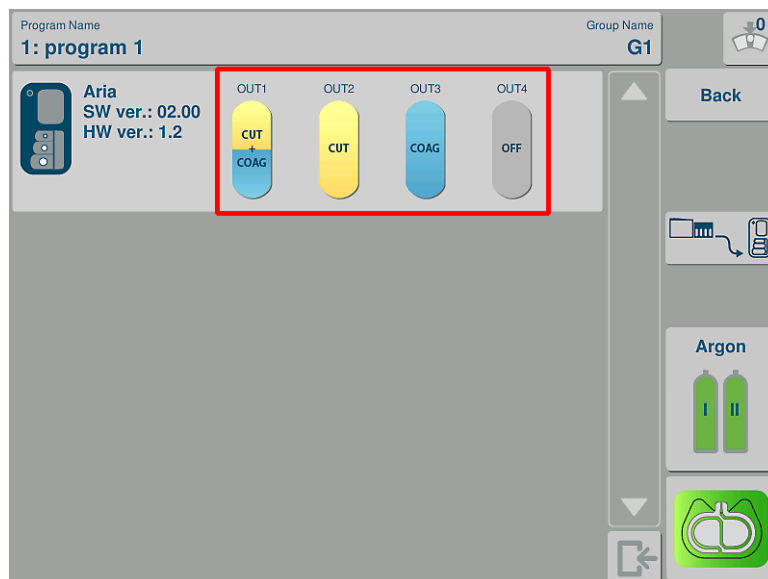 Program Name
1: program 1
Group Name
G1
0
Aria
SW ver.: 02.00
HW ver.: 1.2
OUT1
OUT2
OUT3
OUT4
CUT
+
COAG
CUT
COAG
OFF
Back
Argon
I
II